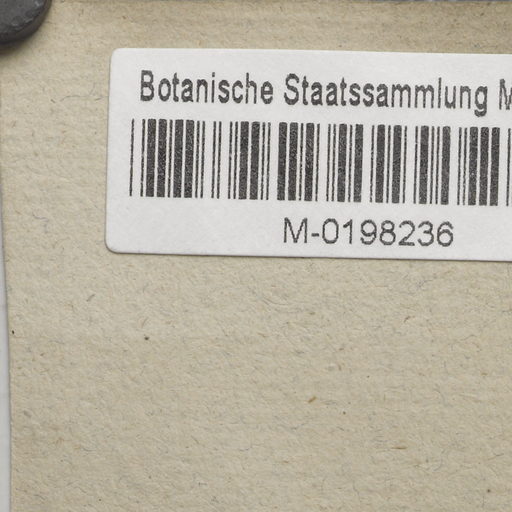 Botanische Staatssammlung M
M-0198236